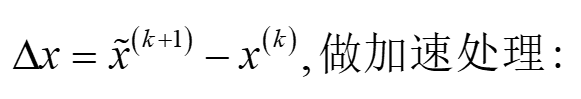 Δx = x̃^(k+1) − x^(k), 做加速处理: